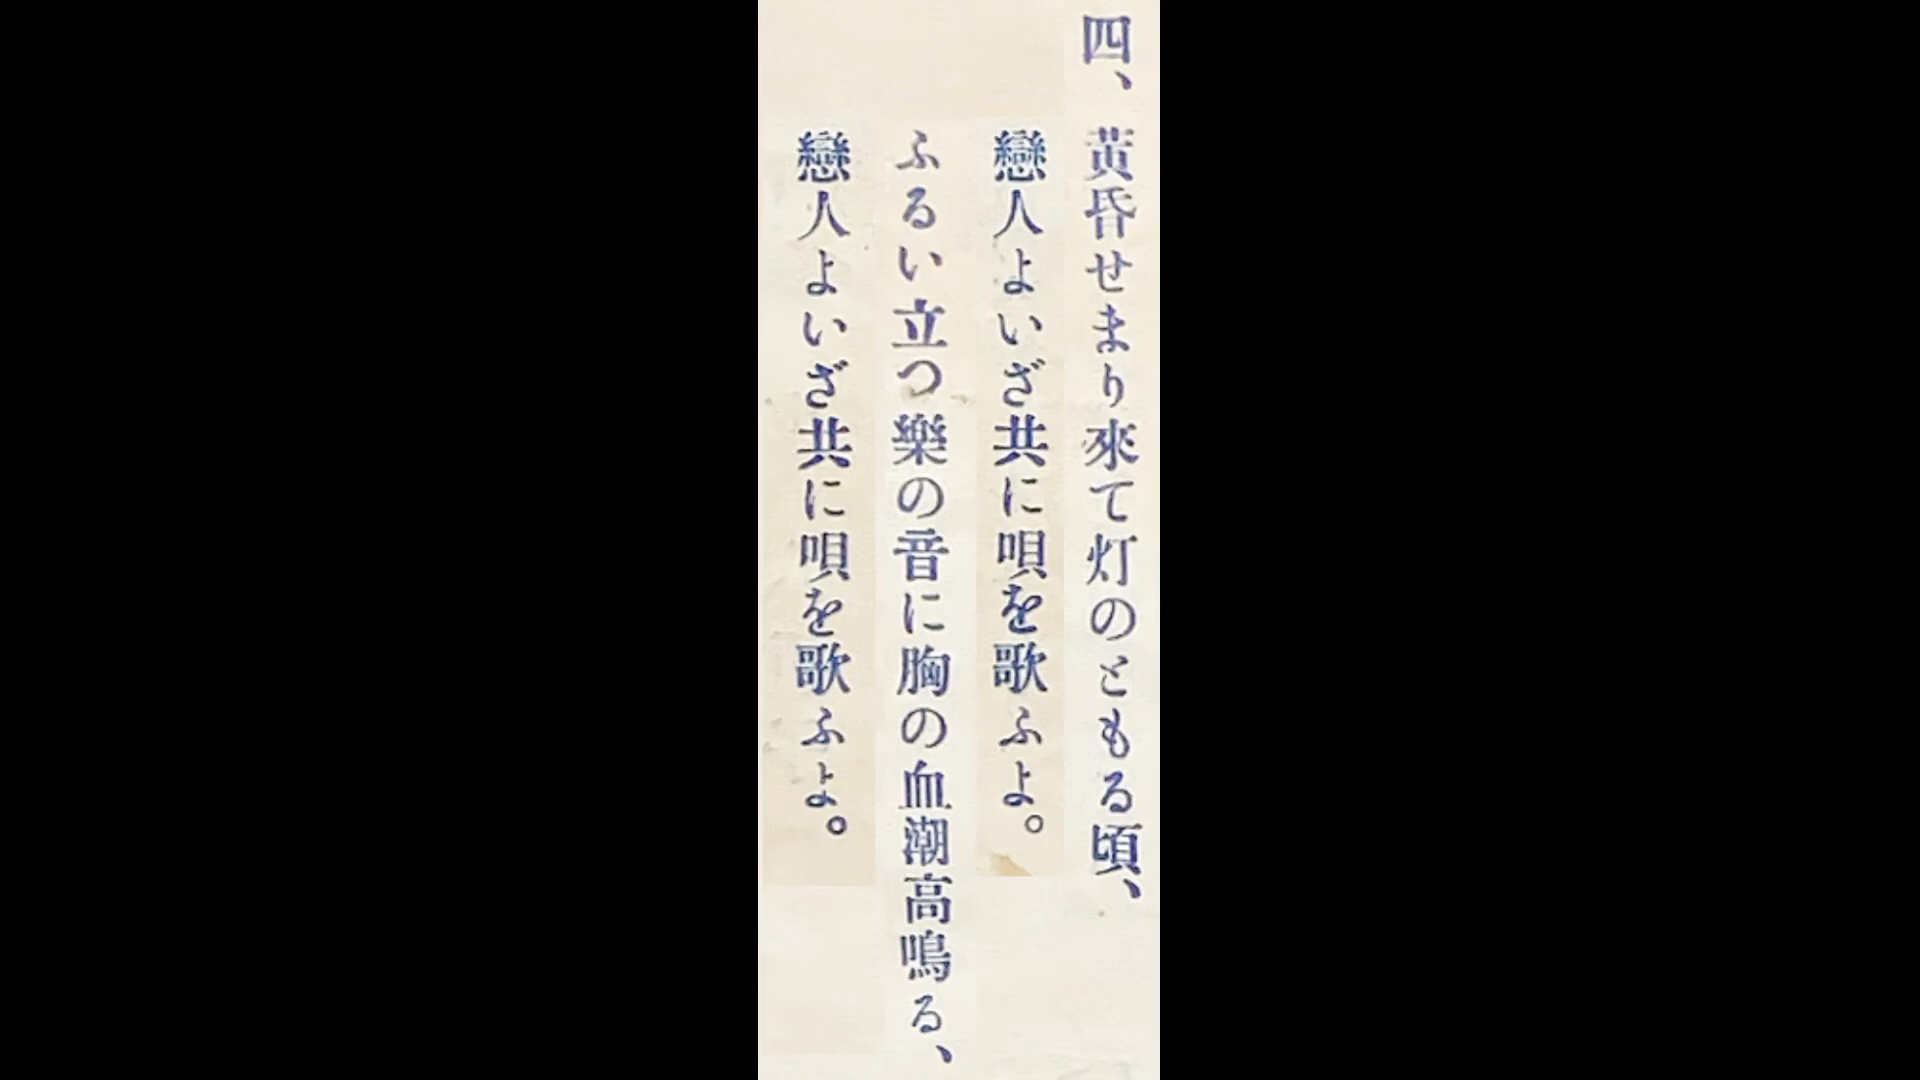 四、黄昏せまり來て灯のともる頃、
戀人よいざ共に唄を歌ふよ。
ふるい立つ樂の音に胸の血潮高鳴る、
戀人よいざ共に唄を歌ふよ。